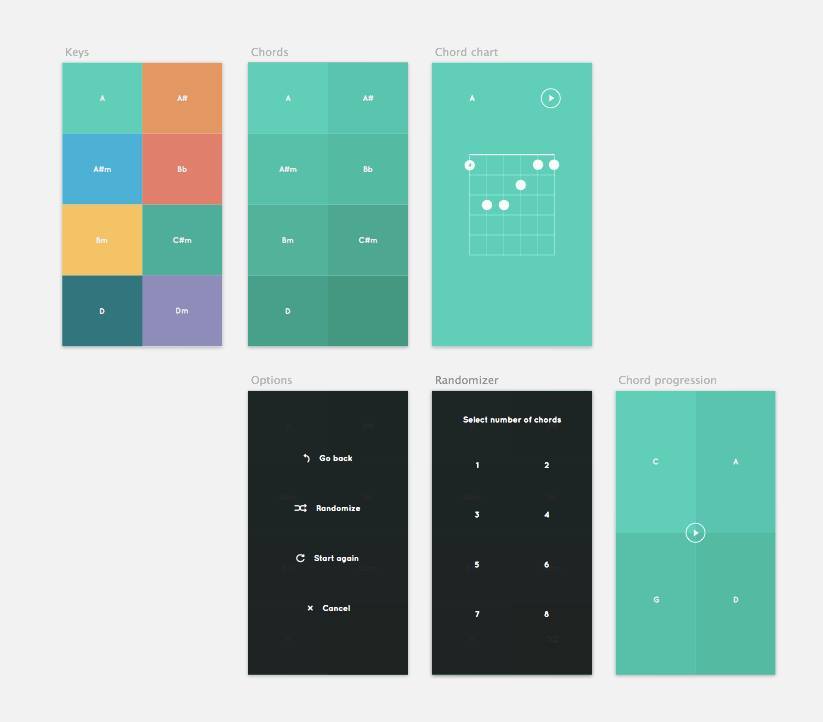 Keys
A A#
A#m Bb
Bm C#m
D Dm
Chords
A A#
A#m Bb
Bm C#m
D
Chord chart
A
Options
Go back
Randomize
Start again
Cancel
Randomizer
Select number of chords
1 2
3 4
5 6
7 8
Chord progression
C A
G D